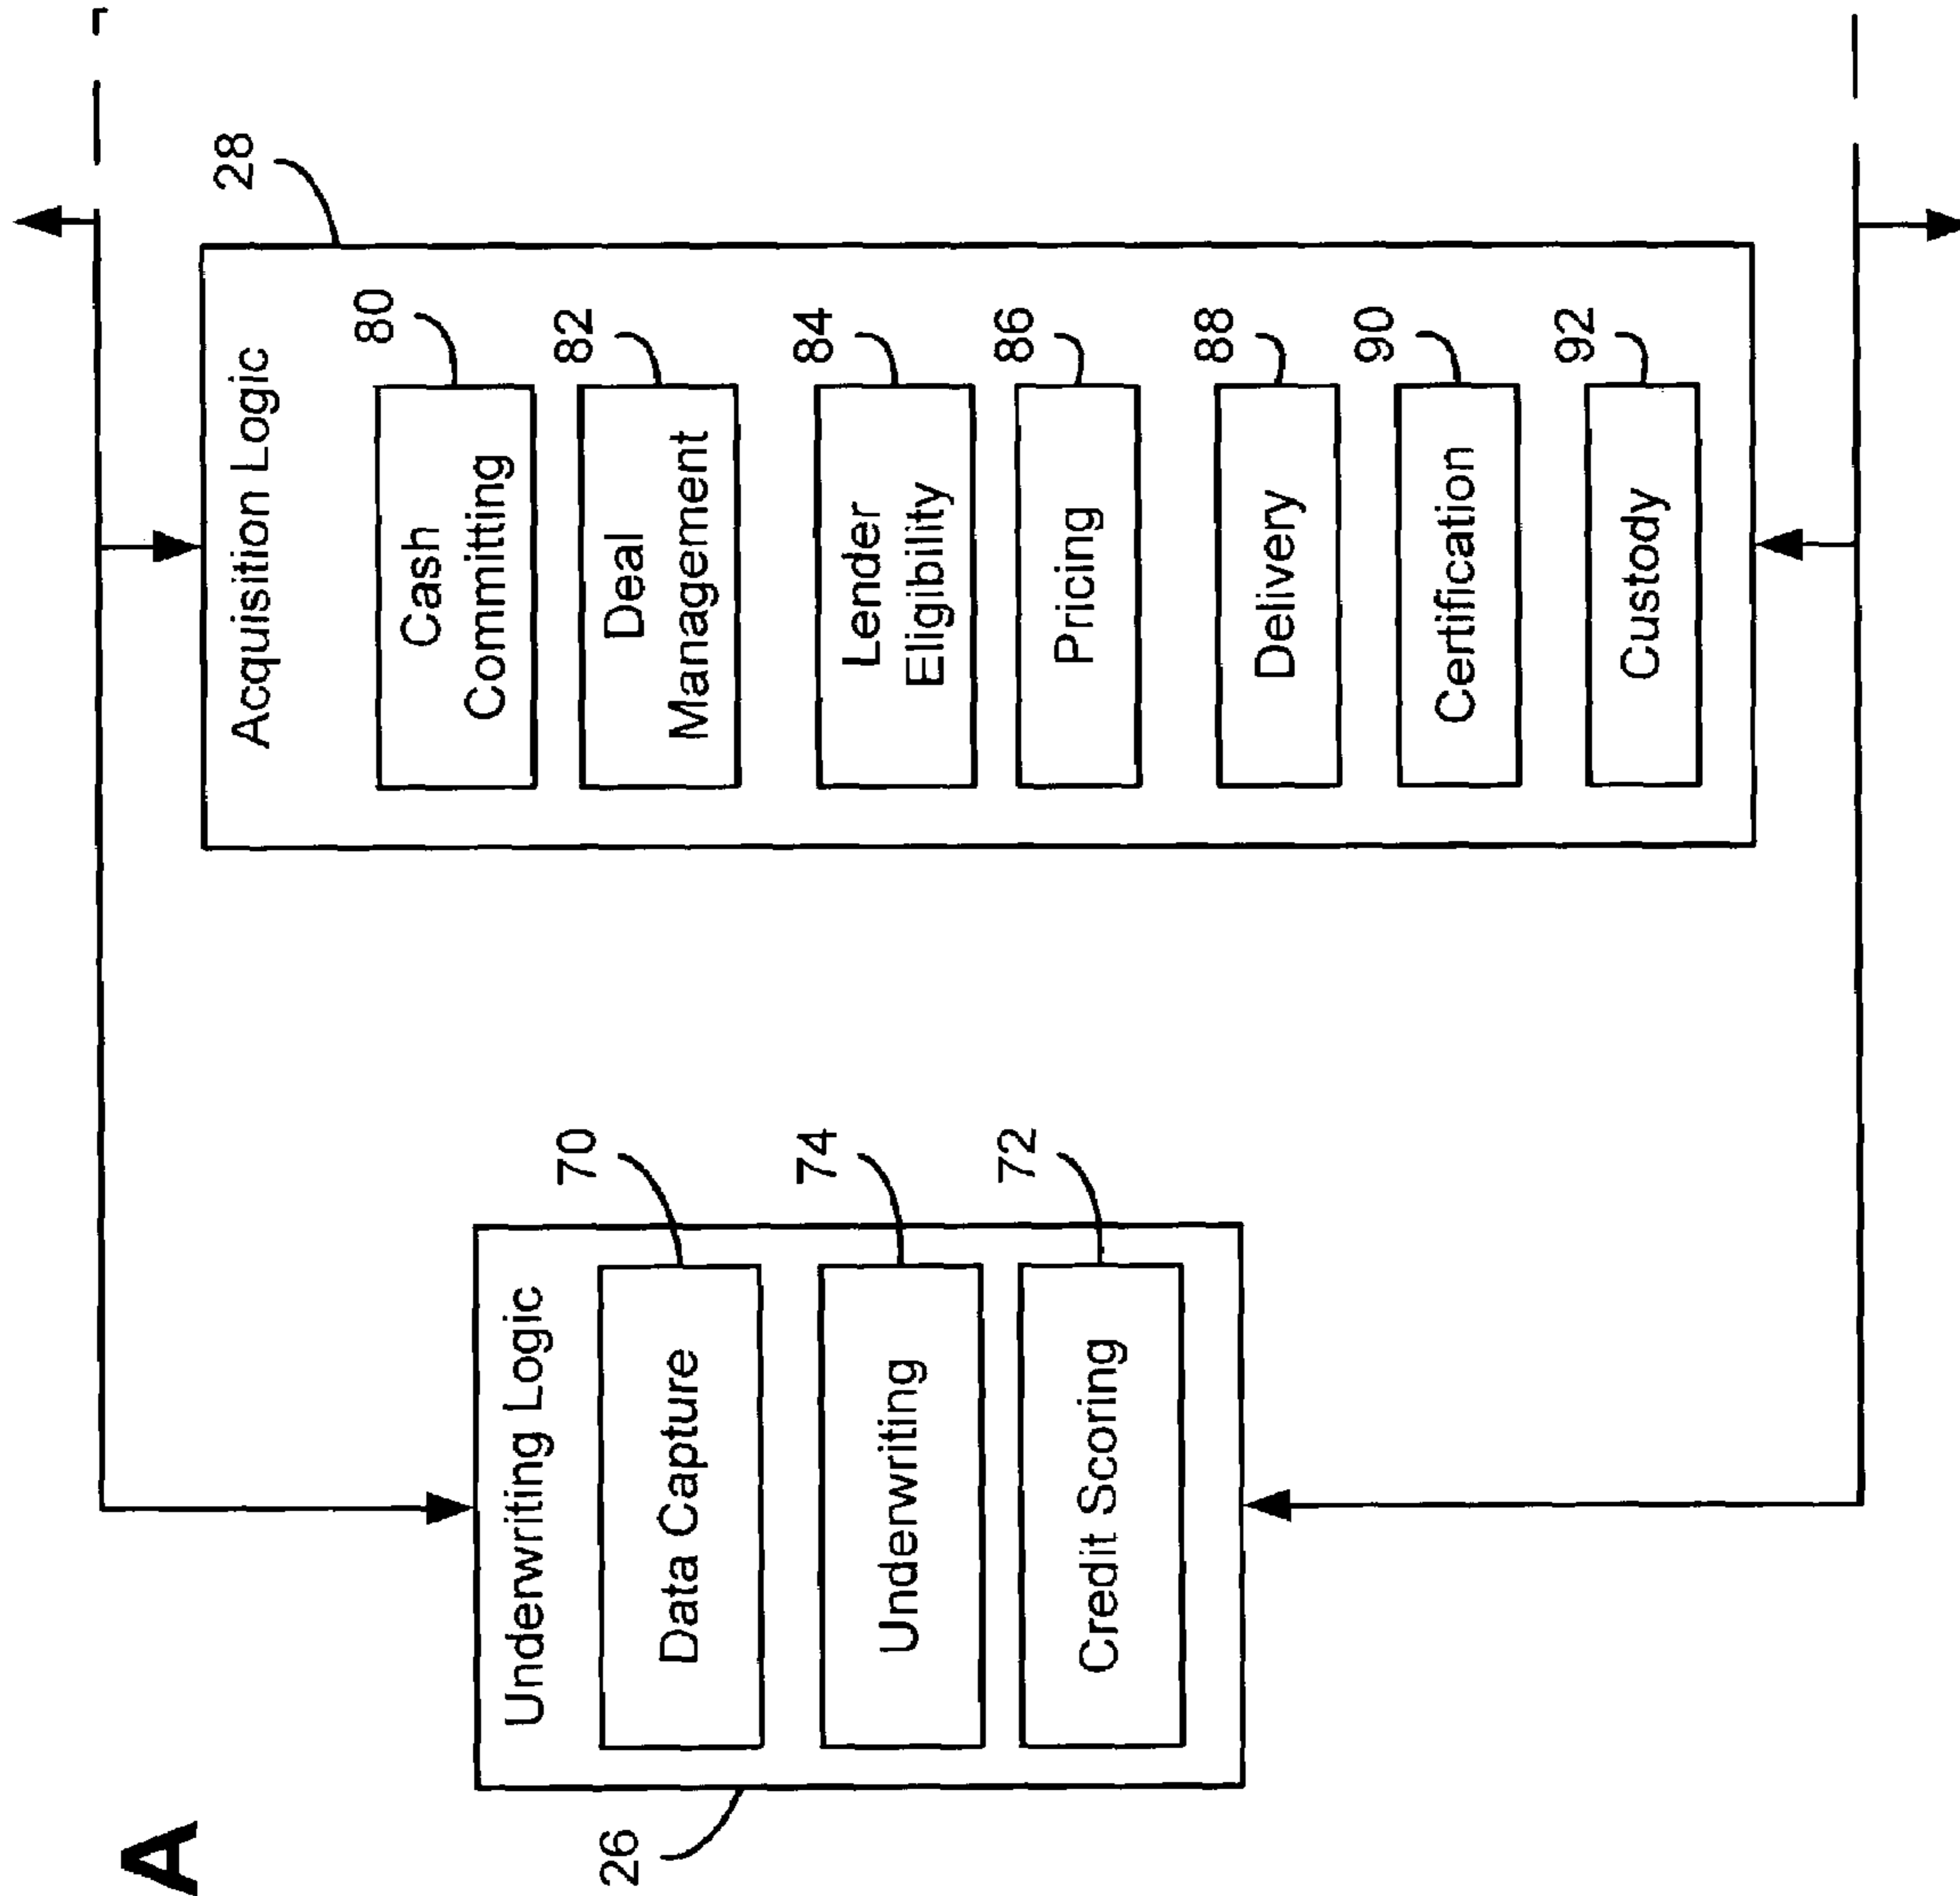 A
26
Underwriting Logic
Data Capture
70
Underwriting
74
Credit Scoring
72
28
Acquisition Logic
Cash
Committing
80
Deal
Management
82
Lender
Eligibility
84
Pricing
86
Delivery
88
Certification
90
Custody
92